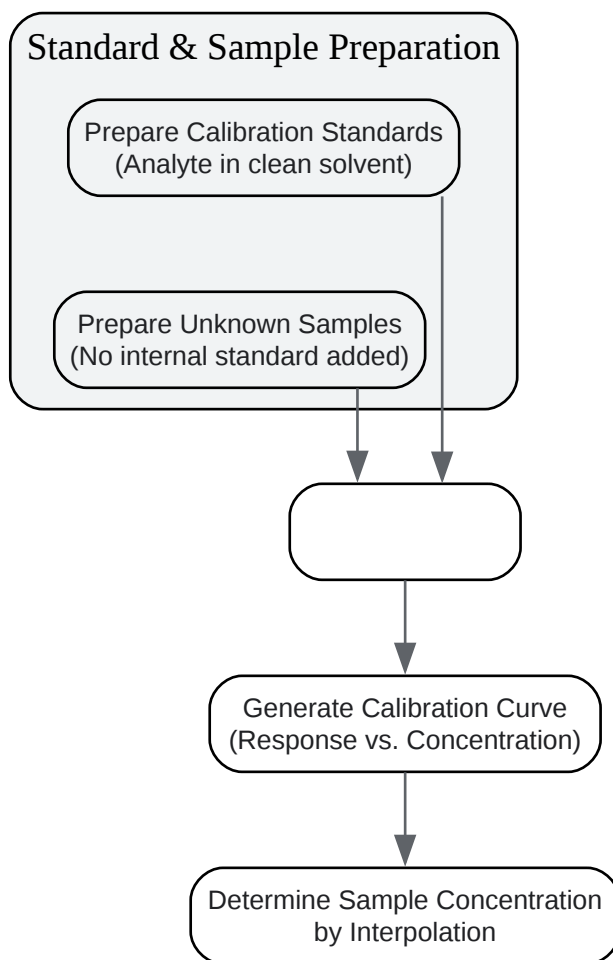 Standard & Sample Preparation
Prepare Calibration Standards
(Analyte in clean solvent)
Prepare Unknown Samples
(No internal standard added)
Generate Calibration Curve
(Response vs. Concentration)
Determine Sample Concentration
by Interpolation